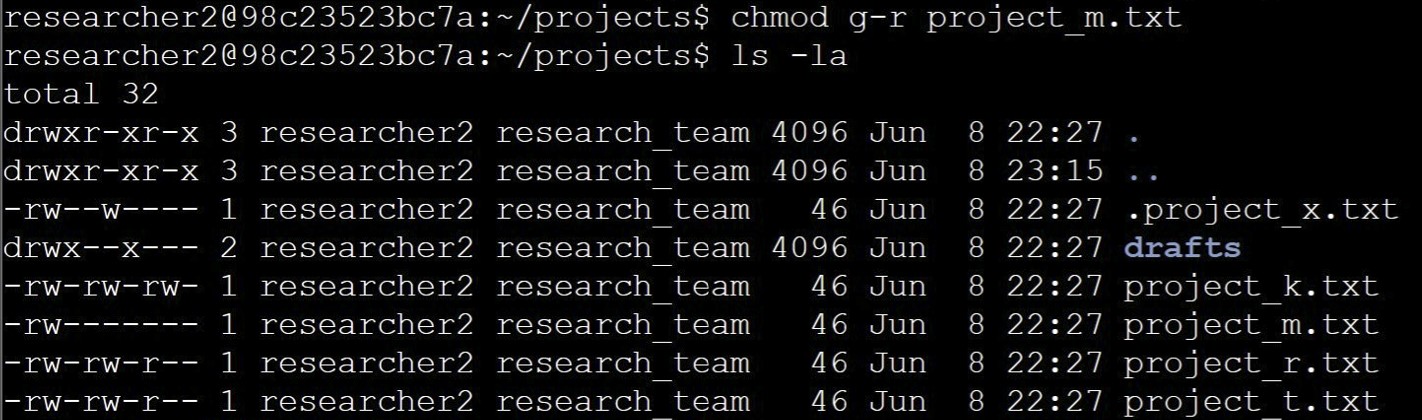 researcher2@98c23523bc7a:~/projects$ chmod g-r project_m.txt
researcher2@98c23523bc7a:~/projects$ ls -la
total 32
drwxr-xr-x 3 researcher2 research_team 4096 Jun  8 22:27 .
drwxr-xr-x 3 researcher2 research_team 4096 Jun  8 23:15 ..
-rw--w---- 1 researcher2 research_team   46 Jun  8 22:27 .project_x.txt
drwx--x--- 2 researcher2 research_team 4096 Jun  8 22:27 drafts
-rw-rw-rw- 1 researcher2 research_team   46 Jun  8 22:27 project_k.txt
-rw------- 1 researcher2 research_team   46 Jun  8 22:27 project_m.txt
-rw-rw-r-- 1 researcher2 research_team   46 Jun  8 22:27 project_r.txt
-rw-rw-r-- 1 researcher2 research_team   46 Jun  8 22:27 project_t.txt